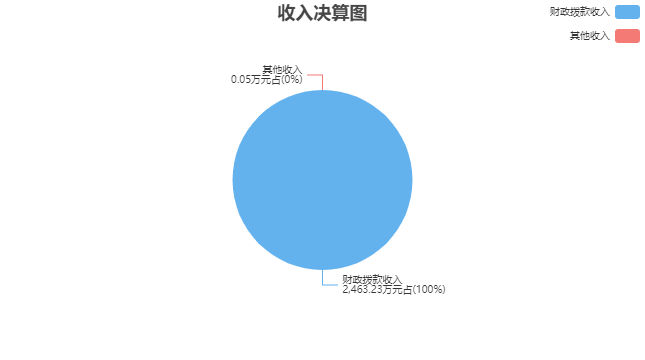 收入决算图
财政拨款收入
其他收入
其他收入
0.05万元占(0%)
财政拨款收入
2,463.23万元占(100%)